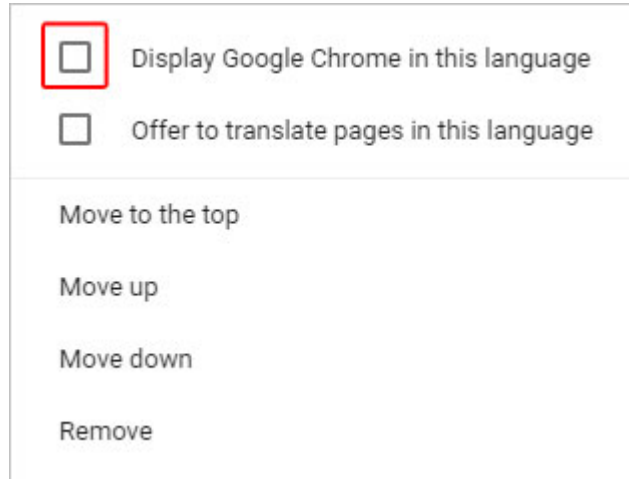 Display Google Chrome in this language
Offer to translate pages in this language
Move to the top
Move up
Move down
Remove